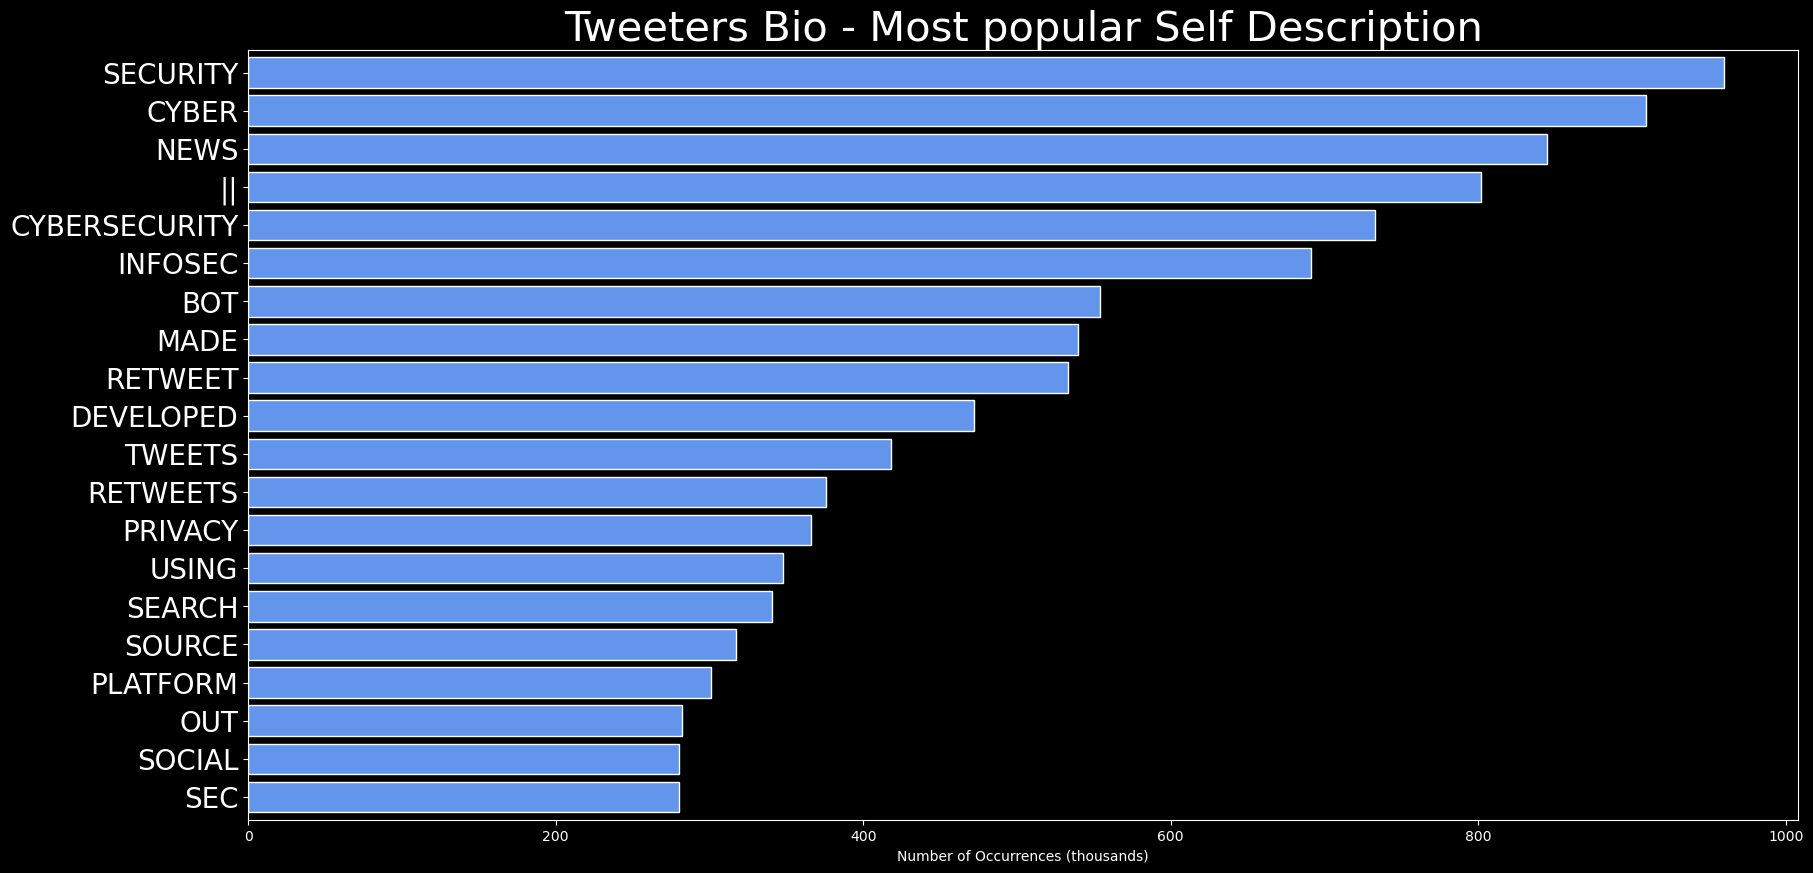 Tweeters Bio - Most popular Self Description
SECURITY
CYBER
NEWS
||
CYBERSECURITY
INFOSEC
BOT
MADE
RETWEET
DEVELOPED
TWEETS
RETWEETS
PRIVACY
USING
SEARCH
SOURCE
PLATFORM
OUT
SOCIAL
SEC
0 200 400 600 800 1000
Number of Occurrences (thousands)